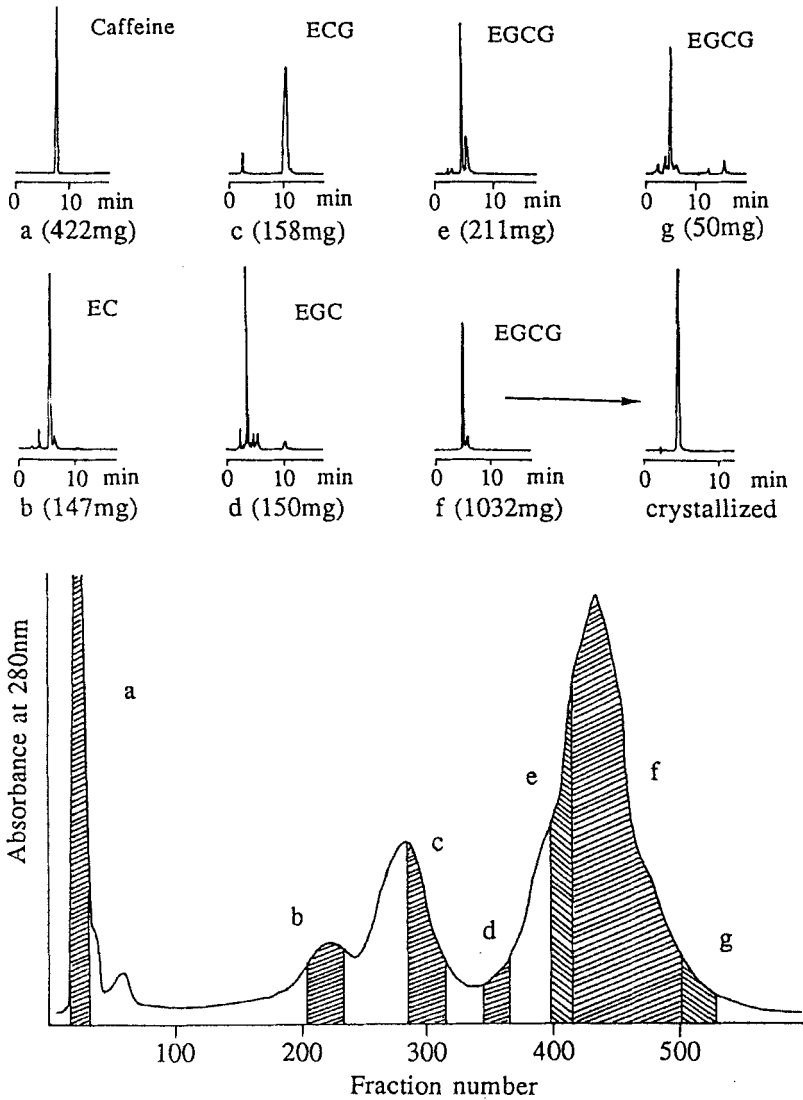 Caffeine
ECG
EGCG
EGCG
0 10 min
0 10 min
0 10 min
0 10 min
a (422mg)
c (158mg)
e (211mg)
g (50mg)
EC
EGC
EGCG
0 10 min
0 10 min
0 10 min
0 10 min
b (147mg)
d (150mg)
f (1032mg)
crystallized
Absorbance at 280nm
a
b
c
d
e
f
g
100 200 300 400 500
Fraction number